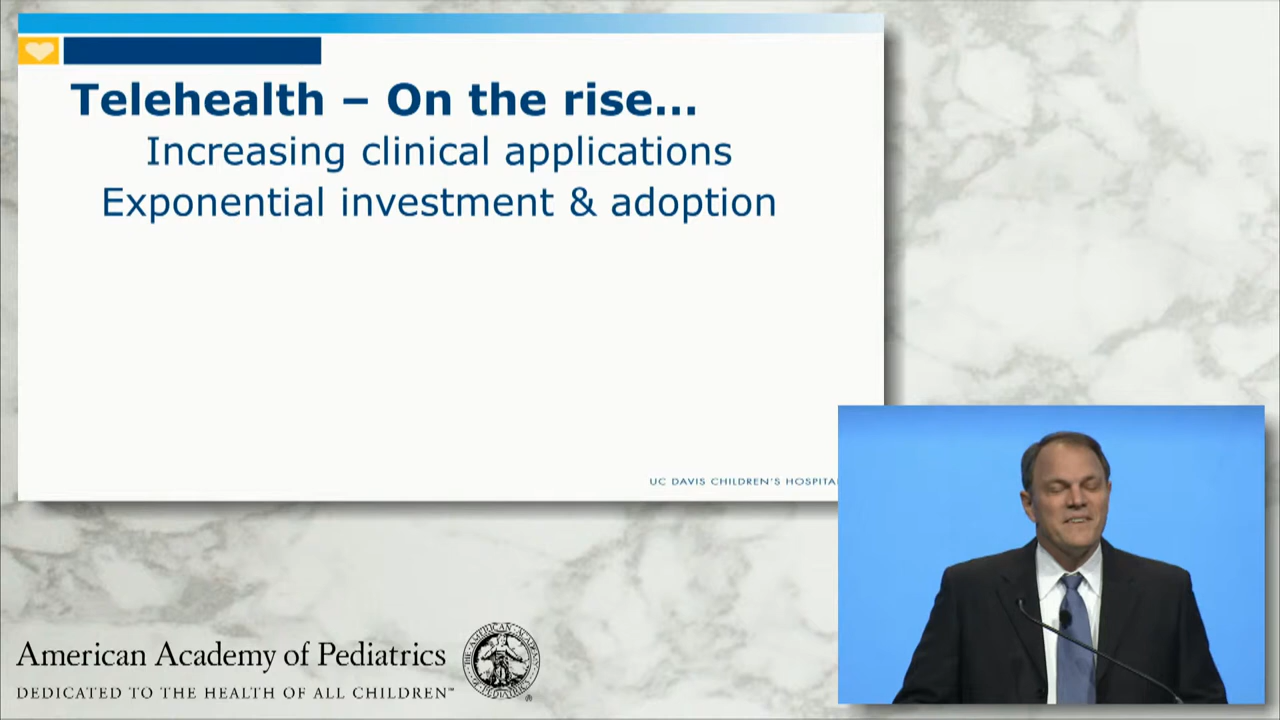 Telehealth – On the rise...
Increasing clinical applications
Exponential investment & adoption
UC DAVIS CHILDREN'S HOSPITA
American Academy of Pediatrics
DEDICATED TO THE HEALTH OF ALL CHILDREN™